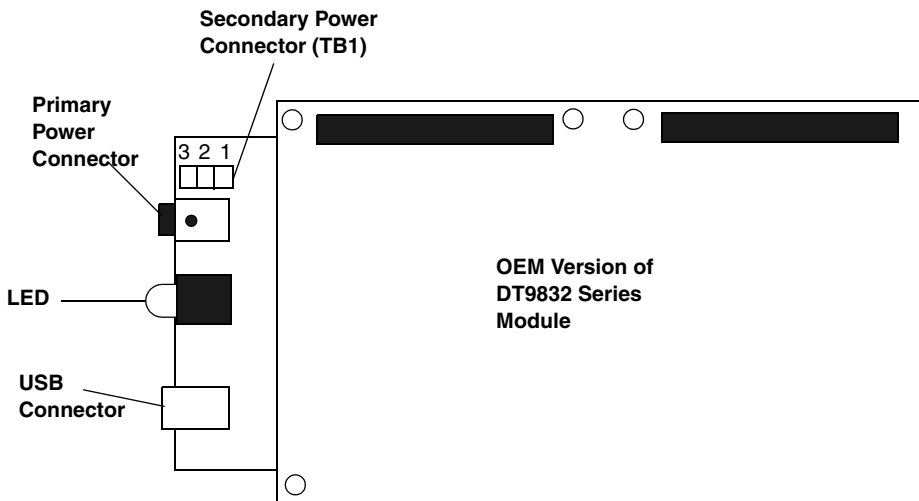 Secondary Power
Connector (TB1)
Primary
Power
Connector
3 2 1
LED
OEM Version of
DT9832 Series
Module
USB
Connector